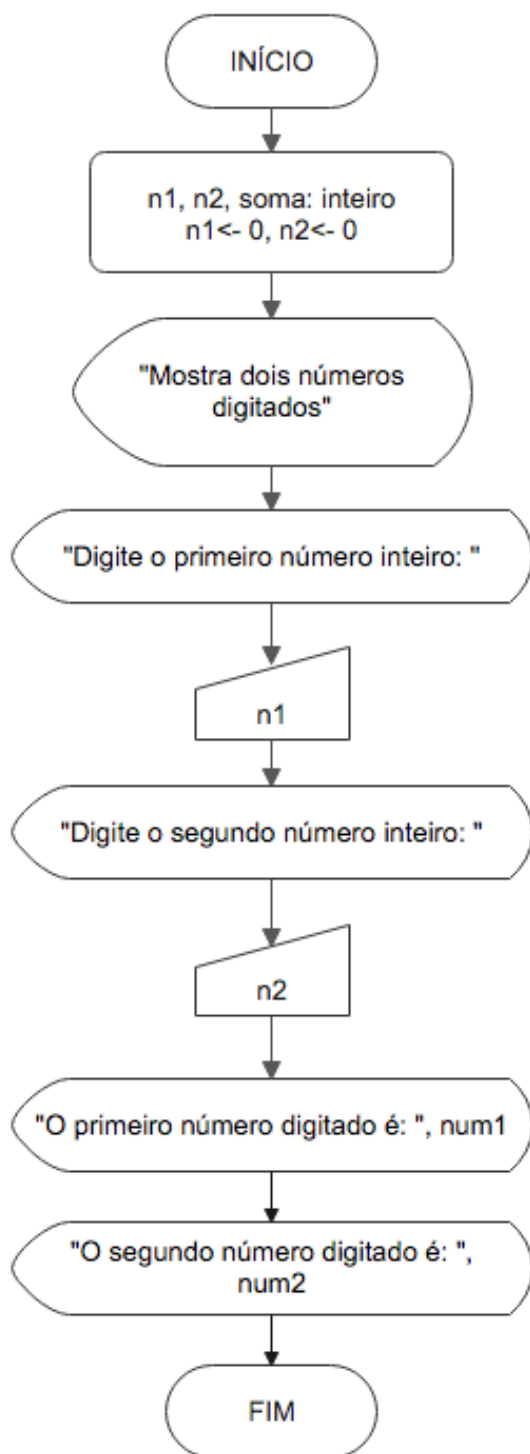 INÍCIO
n1, n2, soma: inteiro
n1<- 0, n2<- 0
"Mostra dois números
digitados"
"Digite o primeiro número inteiro: "
n1
"Digite o segundo número inteiro: "
n2
"O primeiro número digitado é: ", num1
"O segundo número digitado é: ",
num2
FIM